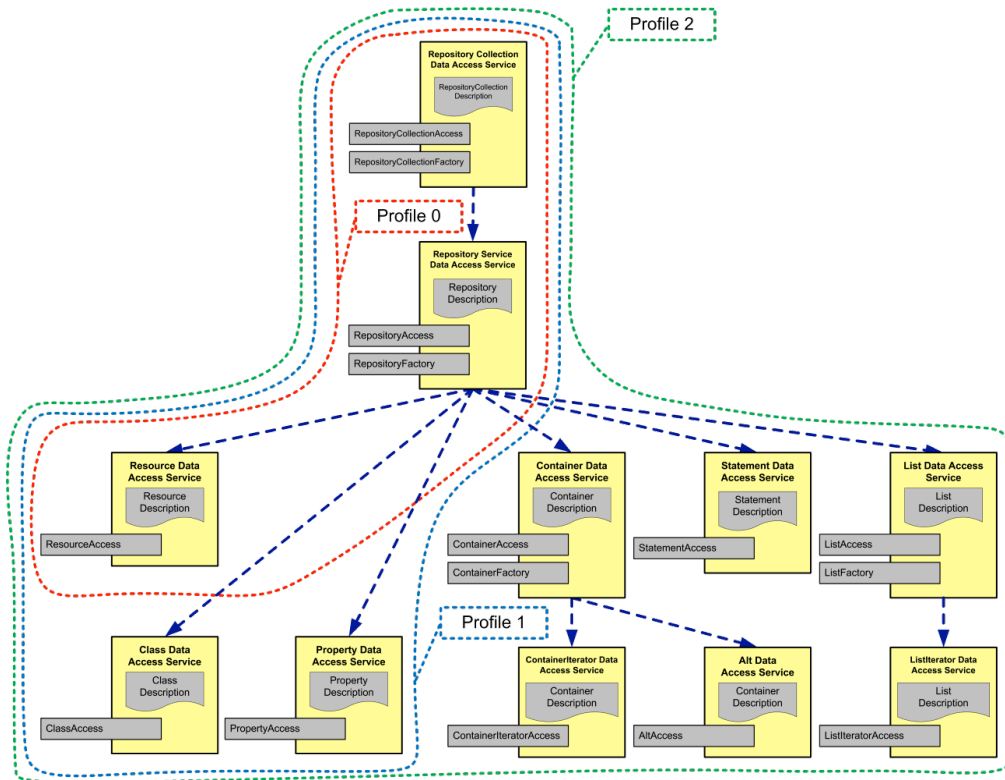 Profile 2
Repository Collection
Data Access Service
RepositoryCollection
Description
RepositoryCollectionAccess
RepositoryCollectionFactory
Profile 0
Repository Service
Data Access Service
Repository
Description
RepositoryAccess
RepositoryFactory
Resource Data
Access Service
Resource
Description
ResourceAccess
Container Data
Access Service
Container
Description
ContainerAccess
ContainerFactory
Statement Data
Access Service
Statement
Description
StatementAccess
List Data Access
Service
List
Description
ListAccess
ListFactory
Profile 1
Class Data
Access Service
Class
Description
ClassAccess
Property Data
Access Service
Property
Description
PropertyAccess
ContainerIterator Data
Access Service
Container
Description
ContainerIteratorAccess
Alt Data
Access Service
Container
Description
AltAccess
ListIterator Data
Access Service
List
Description
ListIteratorAccess